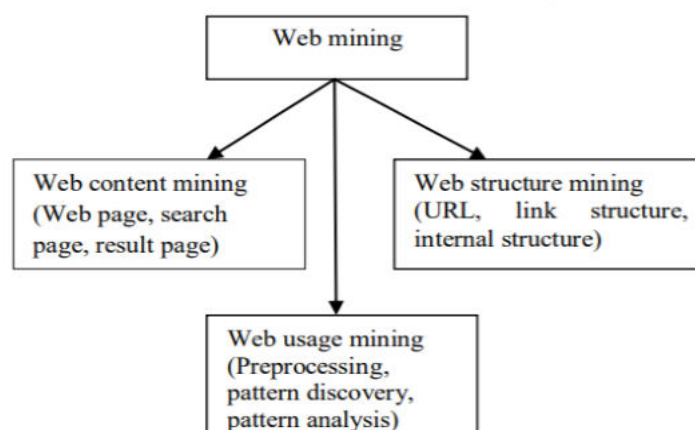 Web mining
Web content mining
(Web page, search
page, result page)
Web structure mining
(URL, link structure,
internal structure)
Web usage mining
(Preprocessing,
pattern discovery,
pattern analysis)